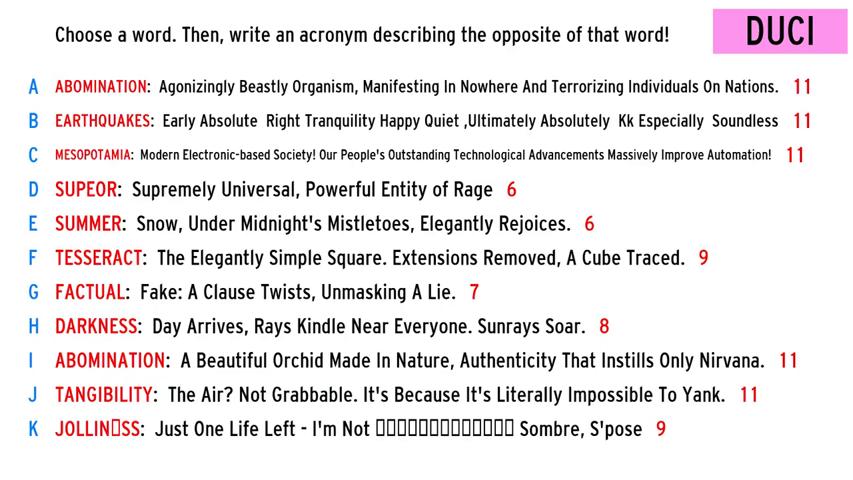 Choose a word. Then, write an acronym describing the opposite of that word!
DUCI
A ABOMINATION: Agonizingly Beastly Organism, Manifesting In Nowhere And Terrorizing Individuals On Nations. 11
B EARTHQUAKES: Early Absolute Right Tranquility Happy Quiet ,Ultimately Absolutely Kk Especially Soundless 11
C MESOPOTAMIA: Modern Electronic-based Society! Our People's Outstanding Technological Advancements Massively Improve Automation! 11
D SUPEOR: Supremely Universal, Powerful Entity of Rage 6
E SUMMER: Snow, Under Midnight's Mistletoes, Elegantly Rejoices. 6
F TESSERACT: The Elegantly Simple Square. Extensions Removed, A Cube Traced. 9
G FACTUAL: Fake: A Clause Twists, Unmasking A Lie. 7
H DARKNESS: Day Arrives, Rays Kindle Near Everyone. Sunrays Soar. 8
I ABOMINATION: A Beautiful Orchid Made In Nature, Authenticity That Instills Only Nirvana. 11
J TANGIBILITY: The Air? Not Grabbable. It's Because It's Literally Impossible To Yank. 11
K JOLLIN▯SS: Just One Life Left - I'm Not ▯▯▯▯▯▯▯▯▯▯▯▯▯▯ Sombre, S'pose 9